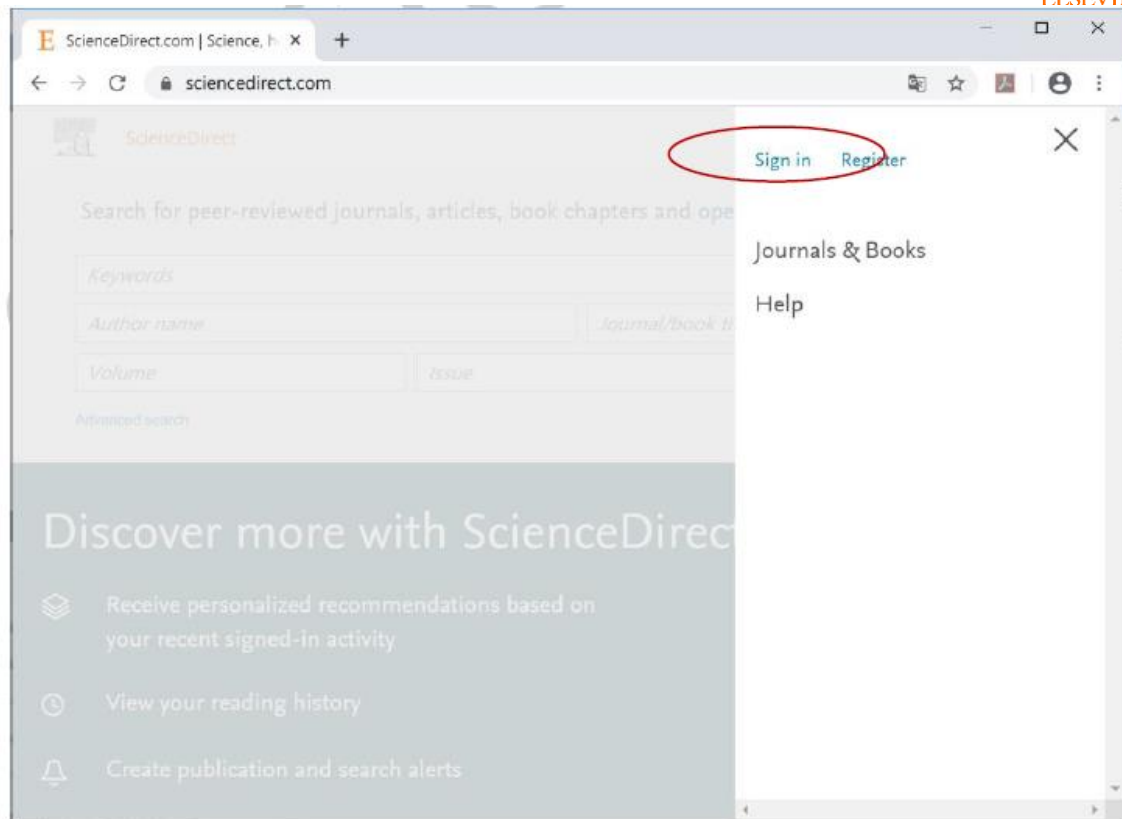 ScienceDirect.com | Science, h
sciencedirect.com
ScienceDirect
Sign in Register
Search for peer-reviewed journals, articles, book chapters and ope
Keywords
Author name Journal/book ti
Volume Issue
Advanced search
Journals & Books
Help
Discover more with ScienceDirect
Receive personalized recommendations based on
your recent signed-in activity
View your reading history
Create publication and search alerts